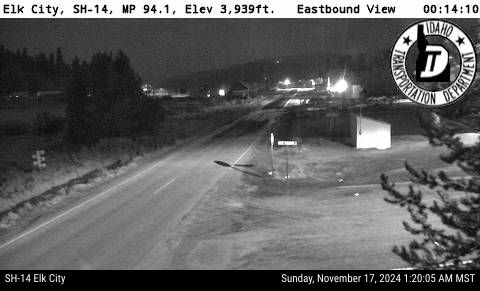 Elk City, SH-14, MP 94.1, Elev 3,939ft. Eastbound View 00:14:10
IDAHO
TRANSPORTATION DEPARTMENT
SH-14 Elk City
Sunday, November 17, 2024 1:20:05 AM MST